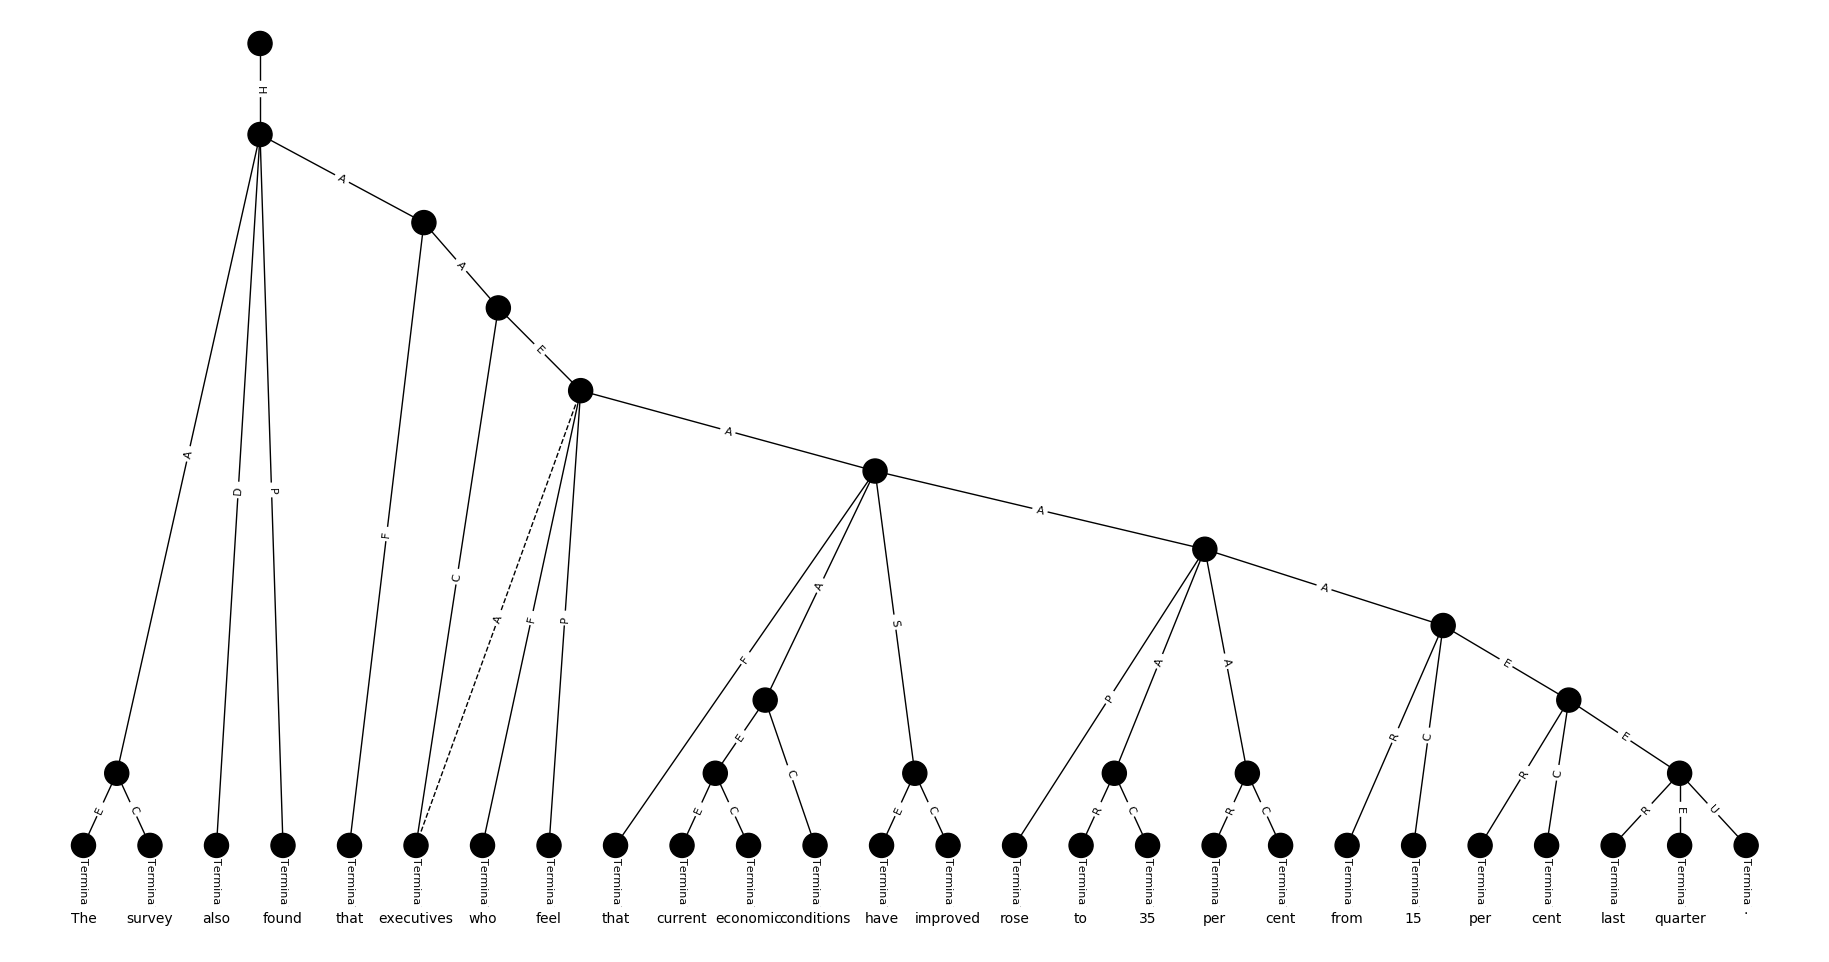 H
A
A
E
A
A
A
D
P
F
C
A
F
P
F
A
S
P
A
A
A
R
C
E
E
C
E
E
C
E
C
E
C
R
C
R
C
R
C
E
R
E
U
Termina Termina Termina Termina Termina Termina Termina Termina Termina Termina Termina Termina Termina Termina Termina Termina Termina Termina Termina Termina Termina Termina Termina Termina Termina Termina
The survey also found that executives who feel that current economic conditions have improved rose to 35 per cent from 15 per cent last quarter .